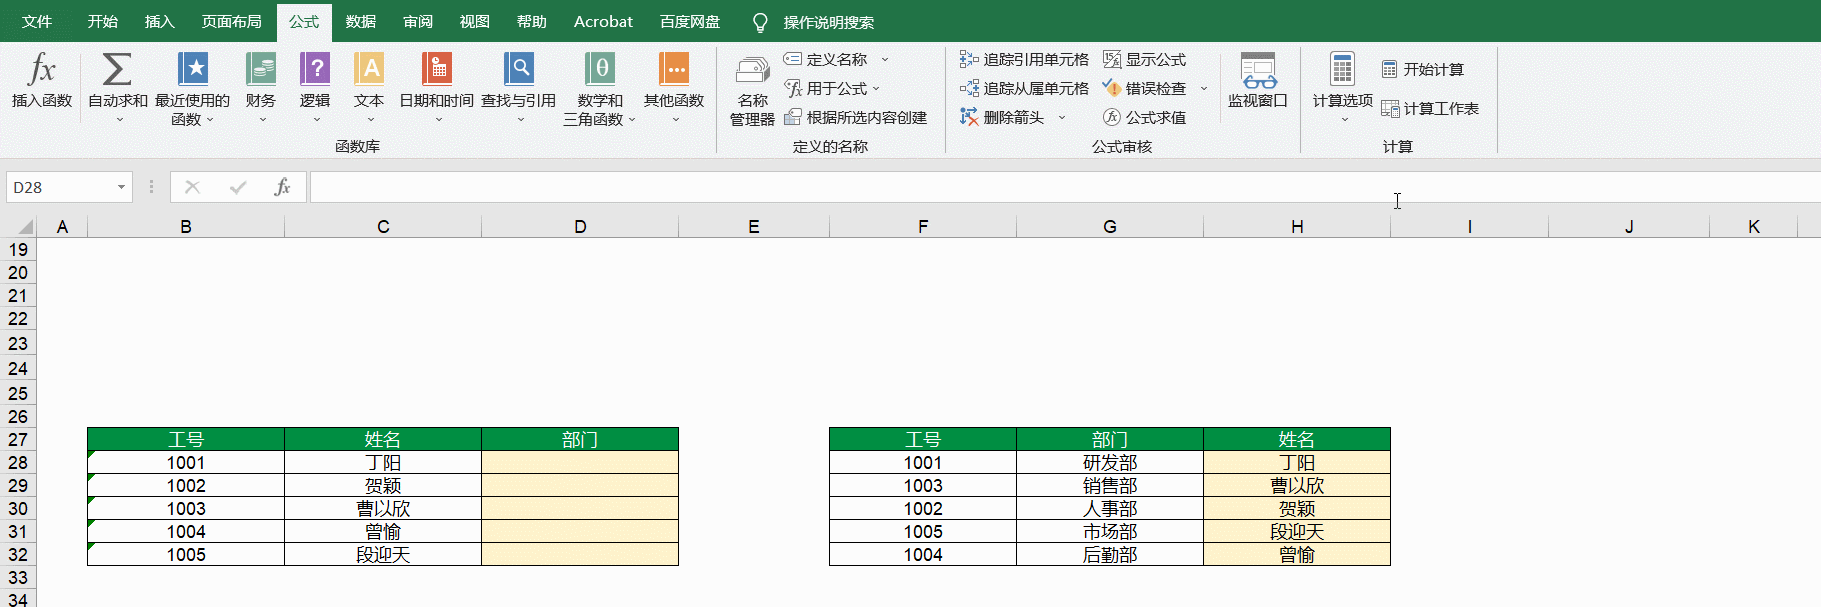 文件 开始 插入 页面布局 公式 数据 审阅 视图 帮助 Acrobat 百度网盘 操作说明搜索
fx 插入函数
Σ 自动求和
最近使用的
函数
财务
? 逻辑
A 文本
日期和时间
查找与引用
θ 数学和
三角函数
其他函数
函数库
名称
管理器
定义名称
fx 用于公式
根据所选内容创建
定义的名称
追踪引用单元格
追踪从属单元格
删除箭头
显示公式
错误检查
fx 公式求值
公式审核
监视窗口
计算选项
开始计算
计算工作表
计算
D28 fx
A B C D E F G H I J K
19
20
21
22
23
24
25
26
27 工号 姓名 部门 工号 部门 姓名
28 1001 丁阳 1001 研发部 丁阳
29 1002 贺颖 1003 销售部 曹以欣
30 1003 曹以欣 1002 人事部 贺颖
31 1004 曾愉 1005 市场部 段迎天
32 1005 段迎天 1004 后勤部 曾愉
33
34